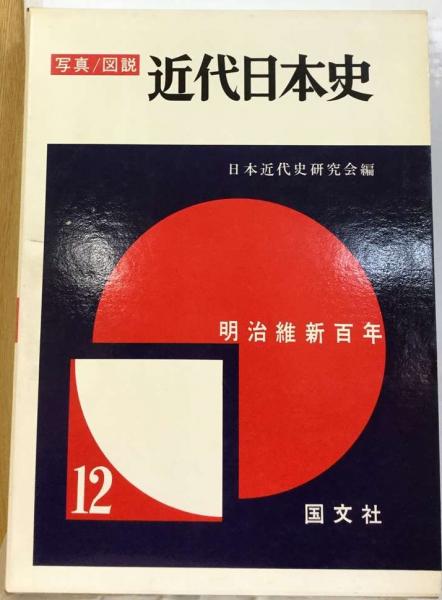 写真/図説 近代日本史
日本近代史研究会編
明治維新百年
12
国文社